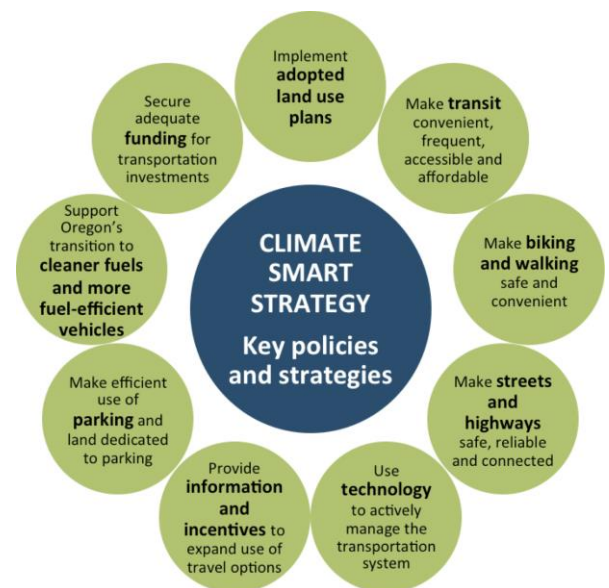 CLIMATE
SMART
STRATEGY
Key policies
and strategies
Implement
adopted
land use
plans
Make transit
convenient,
frequent,
accessible and
affordable
Make biking
and walking
safe and
convenient
Make streets
and
highways
safe, reliable
and connected
Use
technology
to actively
manage the
transportation
system
Provide
information
and
incentives to
expand use of
travel options
Make efficient
use of
parking and
land dedicated
to parking
Support
Oregon's
transition to
cleaner fuels
and more
fuel-efficient
vehicles
Secure
adequate
funding for
transportation
investments